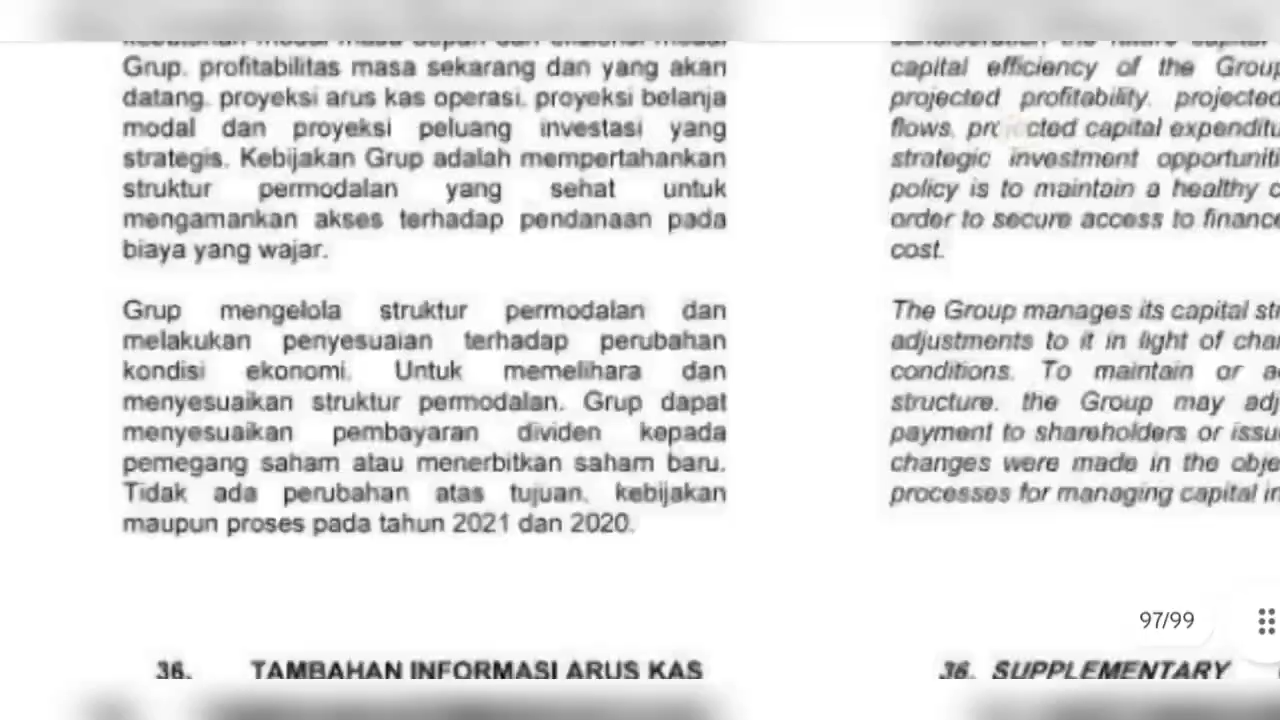 Grup, profitabilitas masa sekarang dan yang akan
datang, proyeksi arus kas operasi, proyeksi belanja
modal dan proyeksi peluang investasi yang
strategis. Kebijakan Grup adalah mempertahankan
struktur permodalan yang sehat untuk
mengamankan akses terhadap pendanaan pada
biaya yang wajar.
Grup mengelola struktur permodalan dan
melakukan penyesuaian terhadap perubahan
kondisi ekonomi. Untuk memelihara dan
menyesuaikan struktur permodalan, Grup dapat
menyesuaikan pembayaran dividen kepada
pemegang saham atau menerbitkan saham baru.
Tidak ada perubahan atas tujuan, kebijakan
maupun proses pada tahun 2021 dan 2020.
36. TAMBAHAN INFORMASI ARUS KAS
capital efficiency of the Group
projected profitability, projected
flows, capital
strategic investment
policy is to maintain a healthy
order to secure access to finance
cost.
The Group manages its capital
adjustments to it in light of
conditions. To maintain or
structure, the Group may
payment to shareholders or
changes were made in the
processes for managing capital in
36. SUPPLEMENTARY
97/99